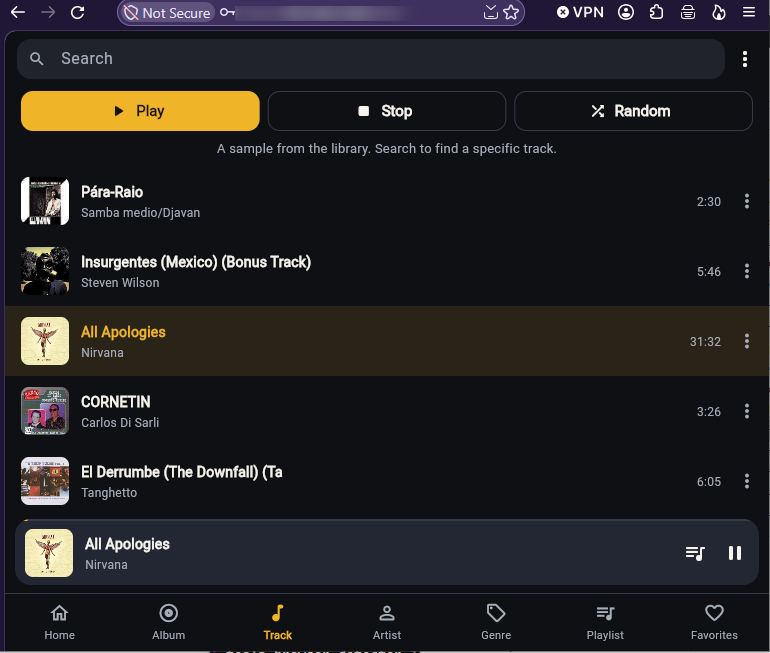 Not Secure
VPN
Search
Play
Stop
Random
A sample from the library. Search to find a specific track.
Pára-Raio
Samba medio/Djavan
2:30
Insurgentes (Mexico) (Bonus Track)
Steven Wilson
5:46
All Apologies
Nirvana
31:32
CORNETIN
Carlos Di Sarli
3:26
El Derrumbe (The Downfall) (Ta
Tanghetto
6:05
All Apologies
Nirvana
Home
Album
Track
Artist
Genre
Playlist
Favorites